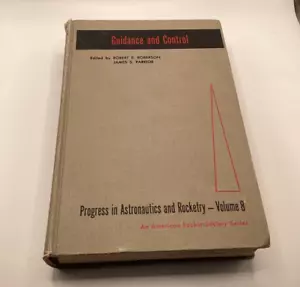 Guidance and Control
Edited by ROBERT E. ROBERSON
JAMES S. FARRIOR
Progress in Astronautics and Rocketry — Volume 8
An American Rocket Society Series